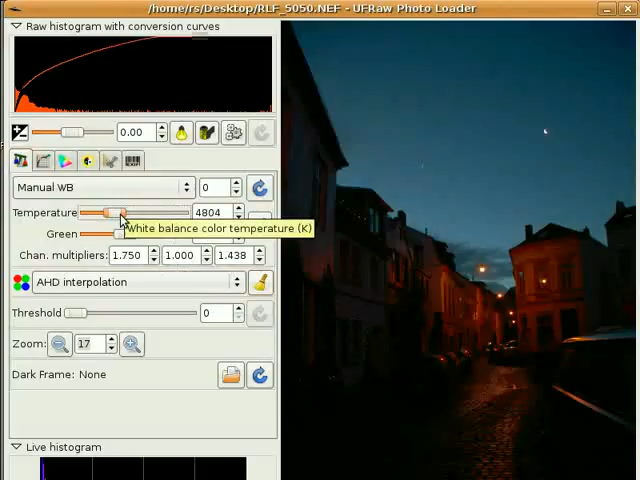 /home/rs/Desktop/RLF_5050.NEF - UFRaw Photo Loader
Raw histogram with conversion curves
0.00
Manual WB 0
Temperature 4804
White balance color temperature (K)
Green
Chan. multipliers: 1.750 1.000 1.438
AHD interpolation
Threshold 0
Zoom: 17
Dark Frame: None
Live histogram